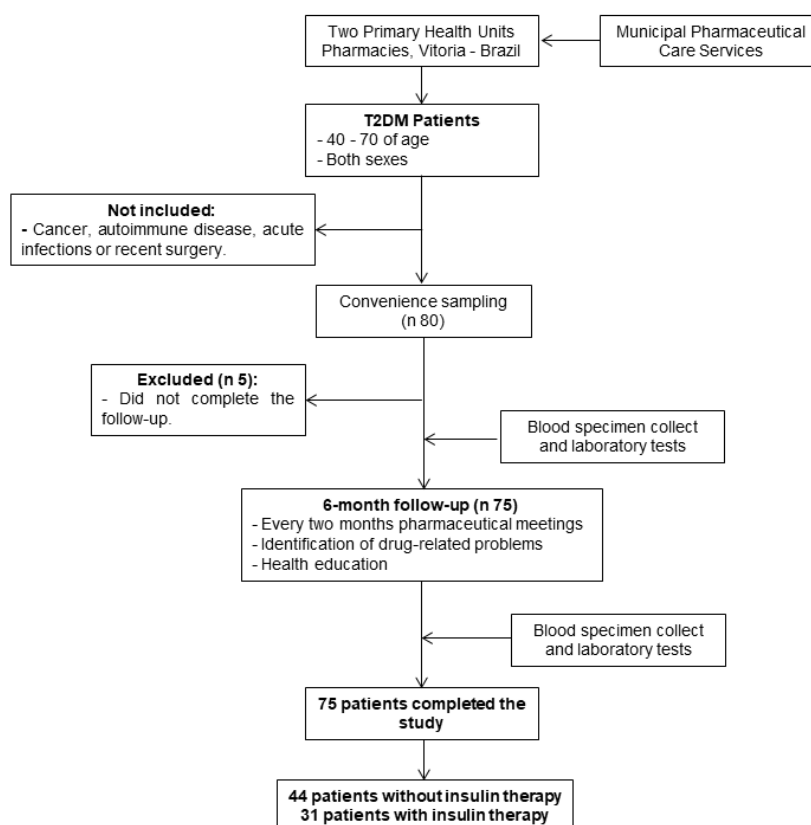 Two Primary Health Units
Pharmacies, Vitoria - Brazil
Municipal Pharmaceutical
Care Services
T2DM Patients
- 40 - 70 of age
- Both sexes
Not included:
- Cancer, autoimmune disease, acute
infections or recent surgery.
Convenience sampling
(n 80)
Excluded (n 5):
- Did not complete the
follow-up.
Blood specimen collect
and laboratory tests
6-month follow-up (n 75)
- Every two months pharmaceutical meetings
- Identification of drug-related problems
- Health education
Blood specimen collect
and laboratory tests
75 patients completed the
study
44 patients without insulin therapy
31 patients with insulin therapy